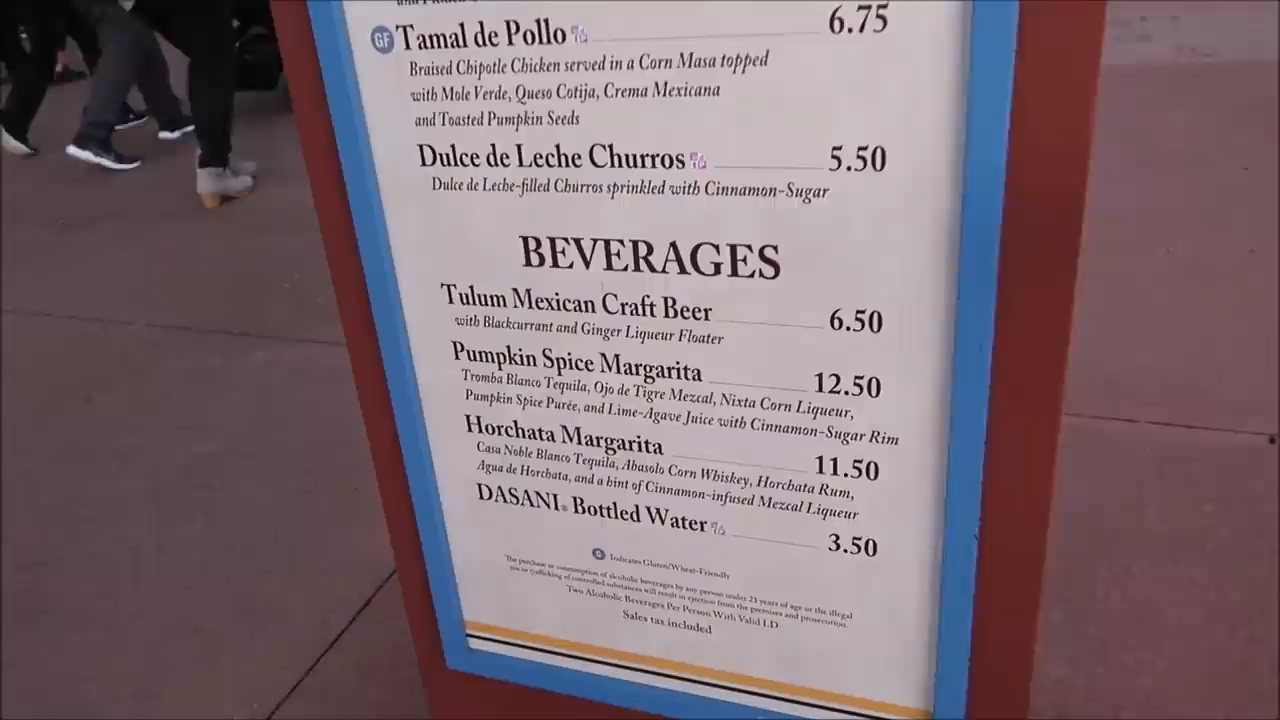 GF Tamal de Pollo 6.75
Braised Chipotle Chicken served in a Corn Masa topped
with Mole Verde, Queso Cotija, Crema Mexicana
and Toasted Pumpkin Seeds
Dulce de Leche Churros 5.50
Dulce de Leche-filled Churros sprinkled with Cinnamon-Sugar
BEVERAGES
Tulum Mexican Craft Beer 6.50
with Blackcurrant and Ginger Liqueur Floater
Pumpkin Spice Margarita 12.50
Tromba Blanco Tequila, Ojo de Tigre Mezcal, Nixta Corn Liqueur,
Pumpkin Spice Purée, and Lime-Agave Juice with Cinnamon-Sugar Rim
Horchata Margarita 11.50
Casa Noble Blanco Tequila, Abasolo Corn Whiskey, Horchata Rum,
Agua de Horchata, and a hint of Cinnamon-infused Mezcal Liqueur
DASANI® Bottled Water 3.50
Indicates Gluten/Wheat-Friendly
The purchase or consumption of alcoholic beverages by any person under 21 years of age or the illegal
use or trafficking of controlled substances will result in ejection from the premises and prosecution.
Two Alcoholic Beverages Per Person With Valid I.D
Sales tax included